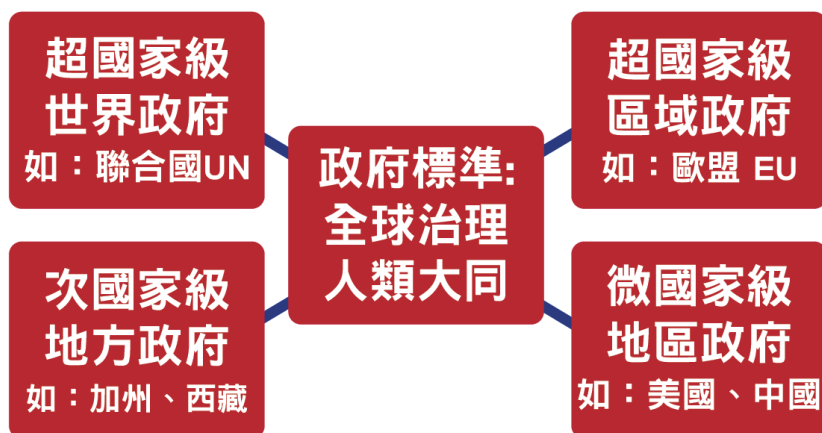 超國家級
世界政府
如：聯合國UN
超國家級
區域政府
如：歐盟 EU
政府標準:
全球治理
人類大同
次國家級
地方政府
如：加州、西藏
微國家級
地區政府
如：美國、中國